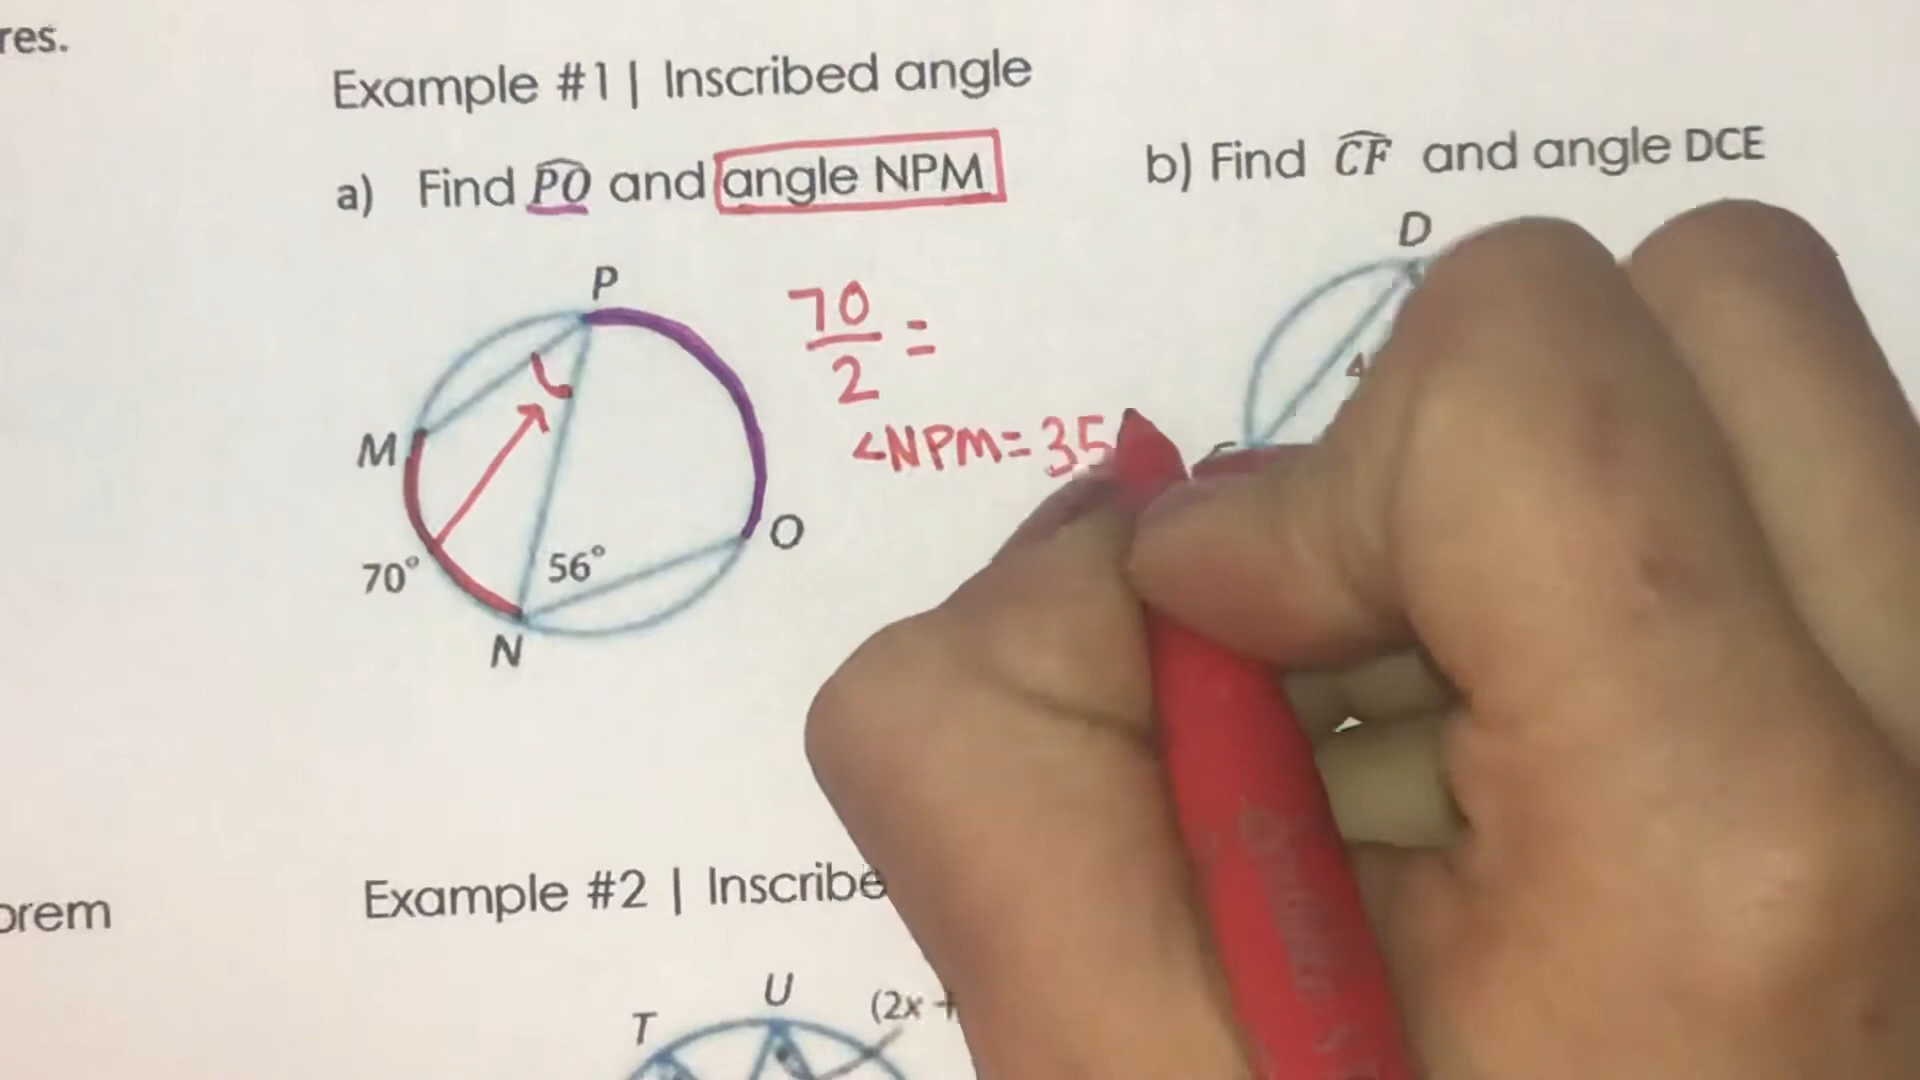 res.
Example #1 | Inscribed angle
a) Find PO and angle NPM
b) Find CF and angle DCE
P
D
70
2
=
M
<NPM=35
O
56°
70°
N
Example #2 | Inscribe
orem
U
(2x +
T